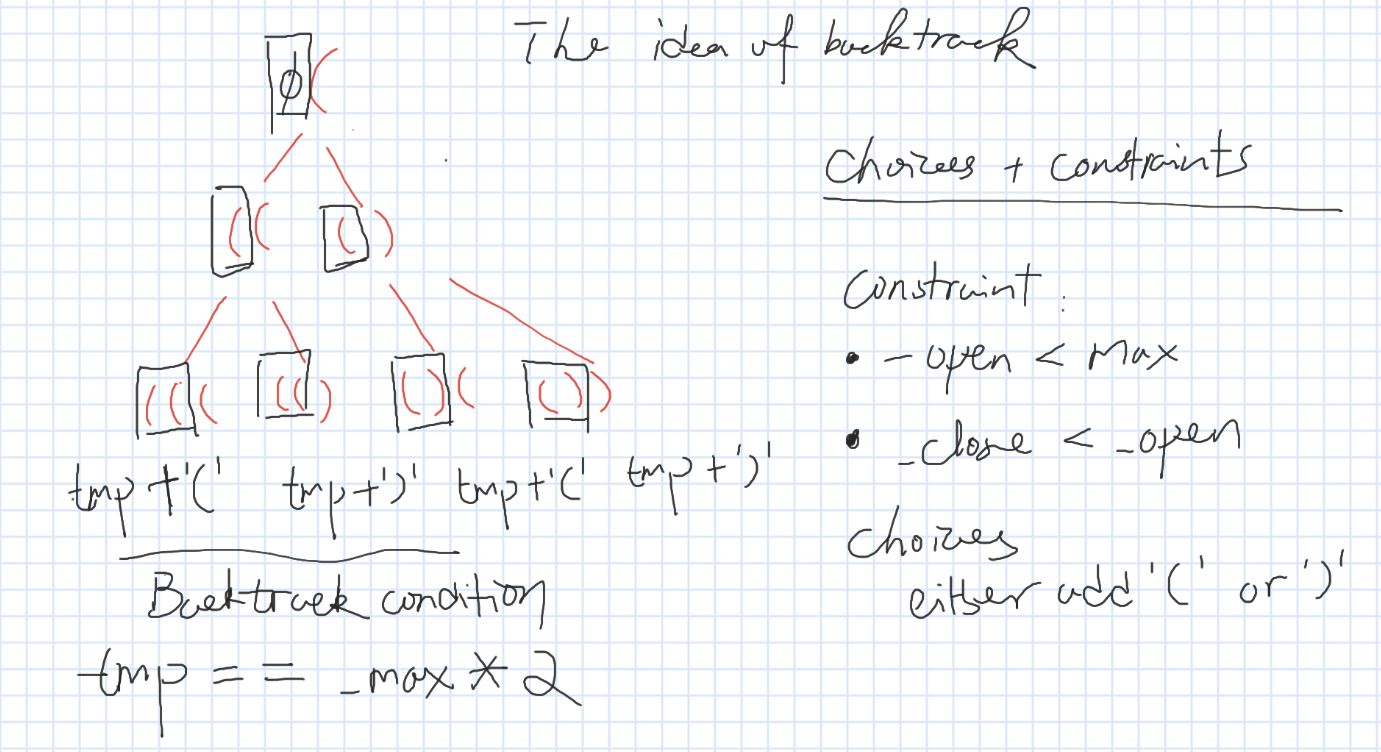 The idea of backtrack
Choices + constraints
ϕ (
(( ()
((( (() ()( ())
tmp+'(' tmp+')' tmp+'(' tmp+')'
Backtrack condition
tmp == _max * 2
Constraint:
• _open < Max
• _close < _open
Choices
either add '(' or ')'